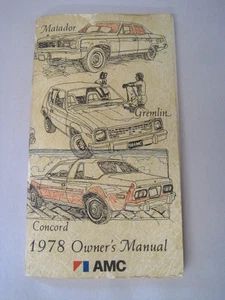 Matador
Gremlin
Concord
1978 Owner's Manual
AMC